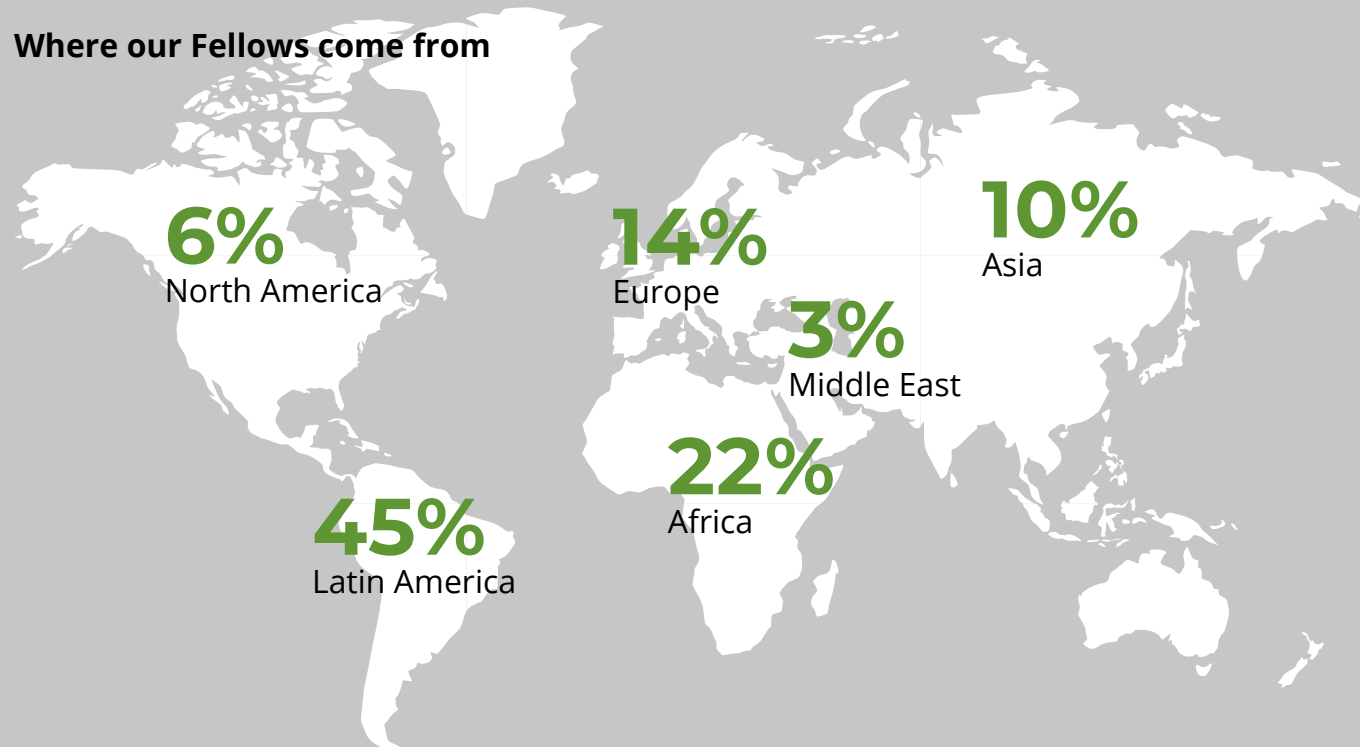 Where our Fellows come from
10%
Asia
6%
North America
14%
Europe
3%
Middle East
22%
Africa
45%
Latin America